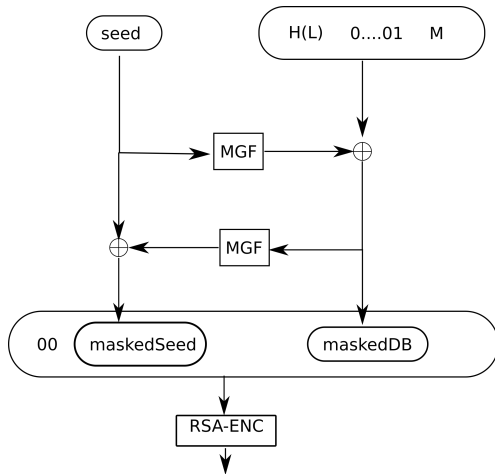 seed
H(L) 0....01 M
MGF
MGF
00 maskedSeed maskedDB
RSA-ENC